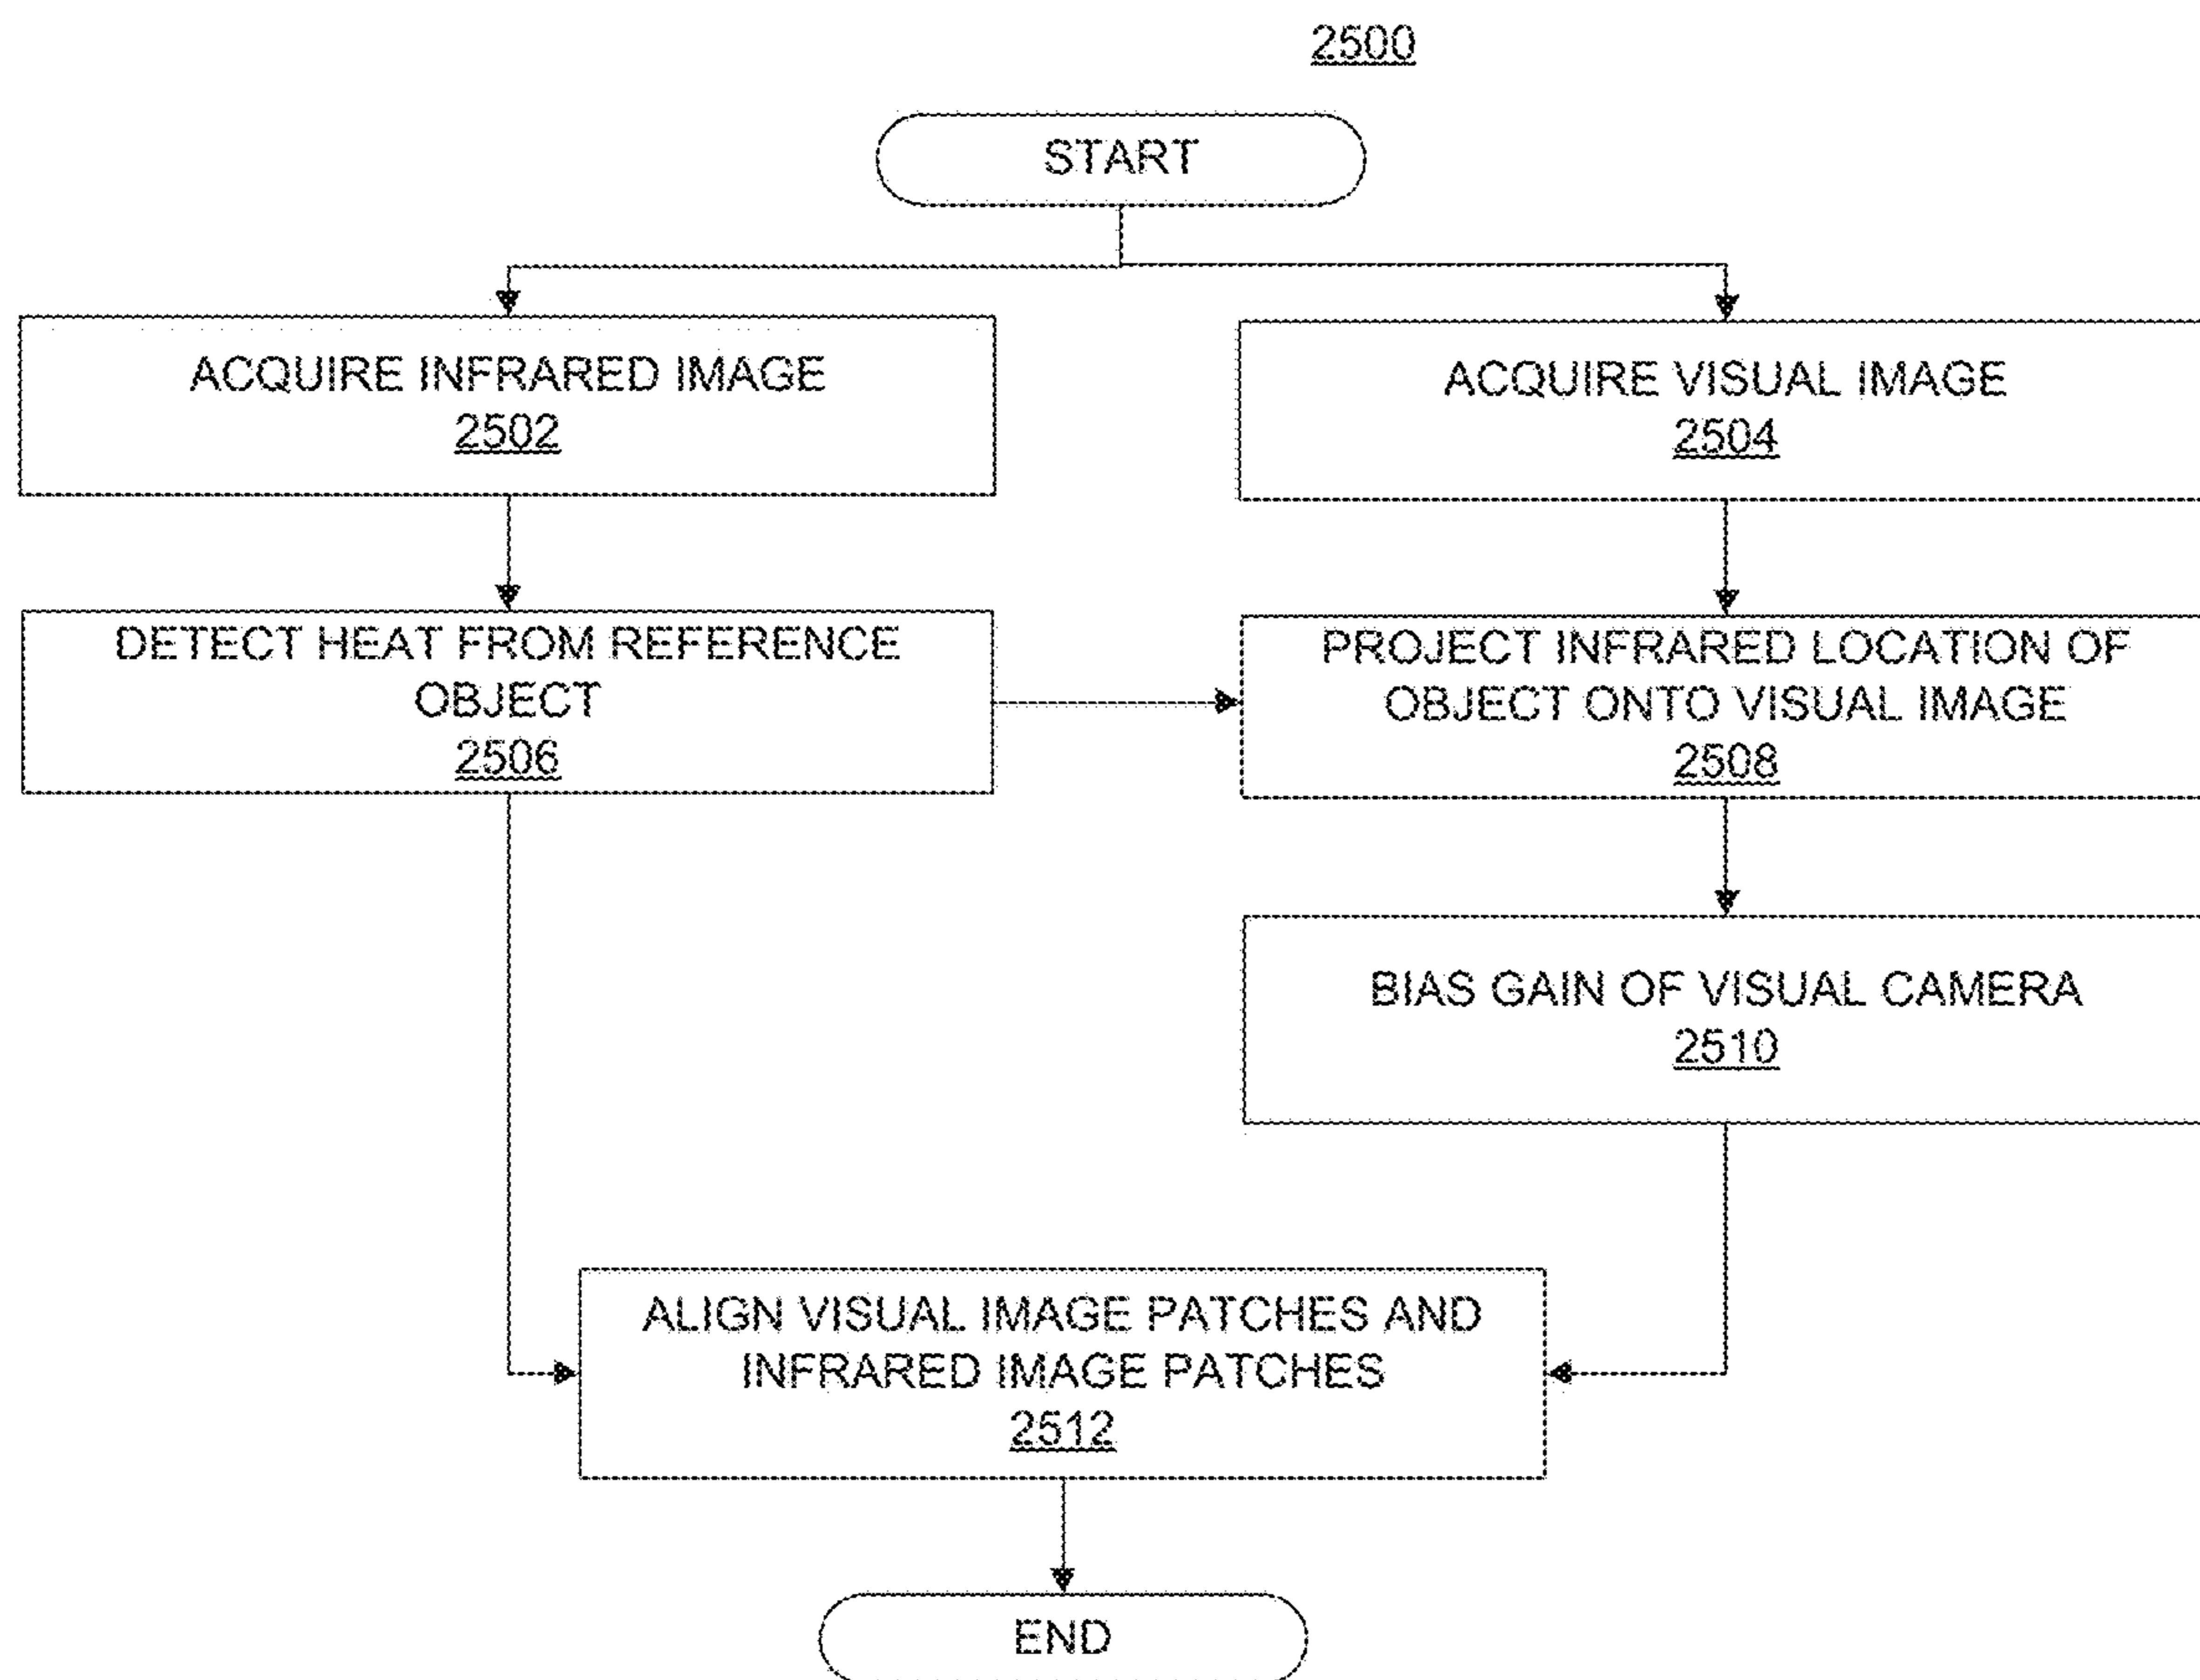 2500
START
ACQUIRE INFRARED IMAGE
2502
ACQUIRE VISUAL IMAGE
2504
DETECT HEAT FROM REFERENCE
OBJECT
2506
PROJECT INFRARED LOCATION OF
OBJECT ONTO VISUAL IMAGE
2508
BIAS GAIN OF VISUAL CAMERA
2510
ALIGN VISUAL IMAGE PATCHES AND
INFRARED IMAGE PATCHES
2512
END